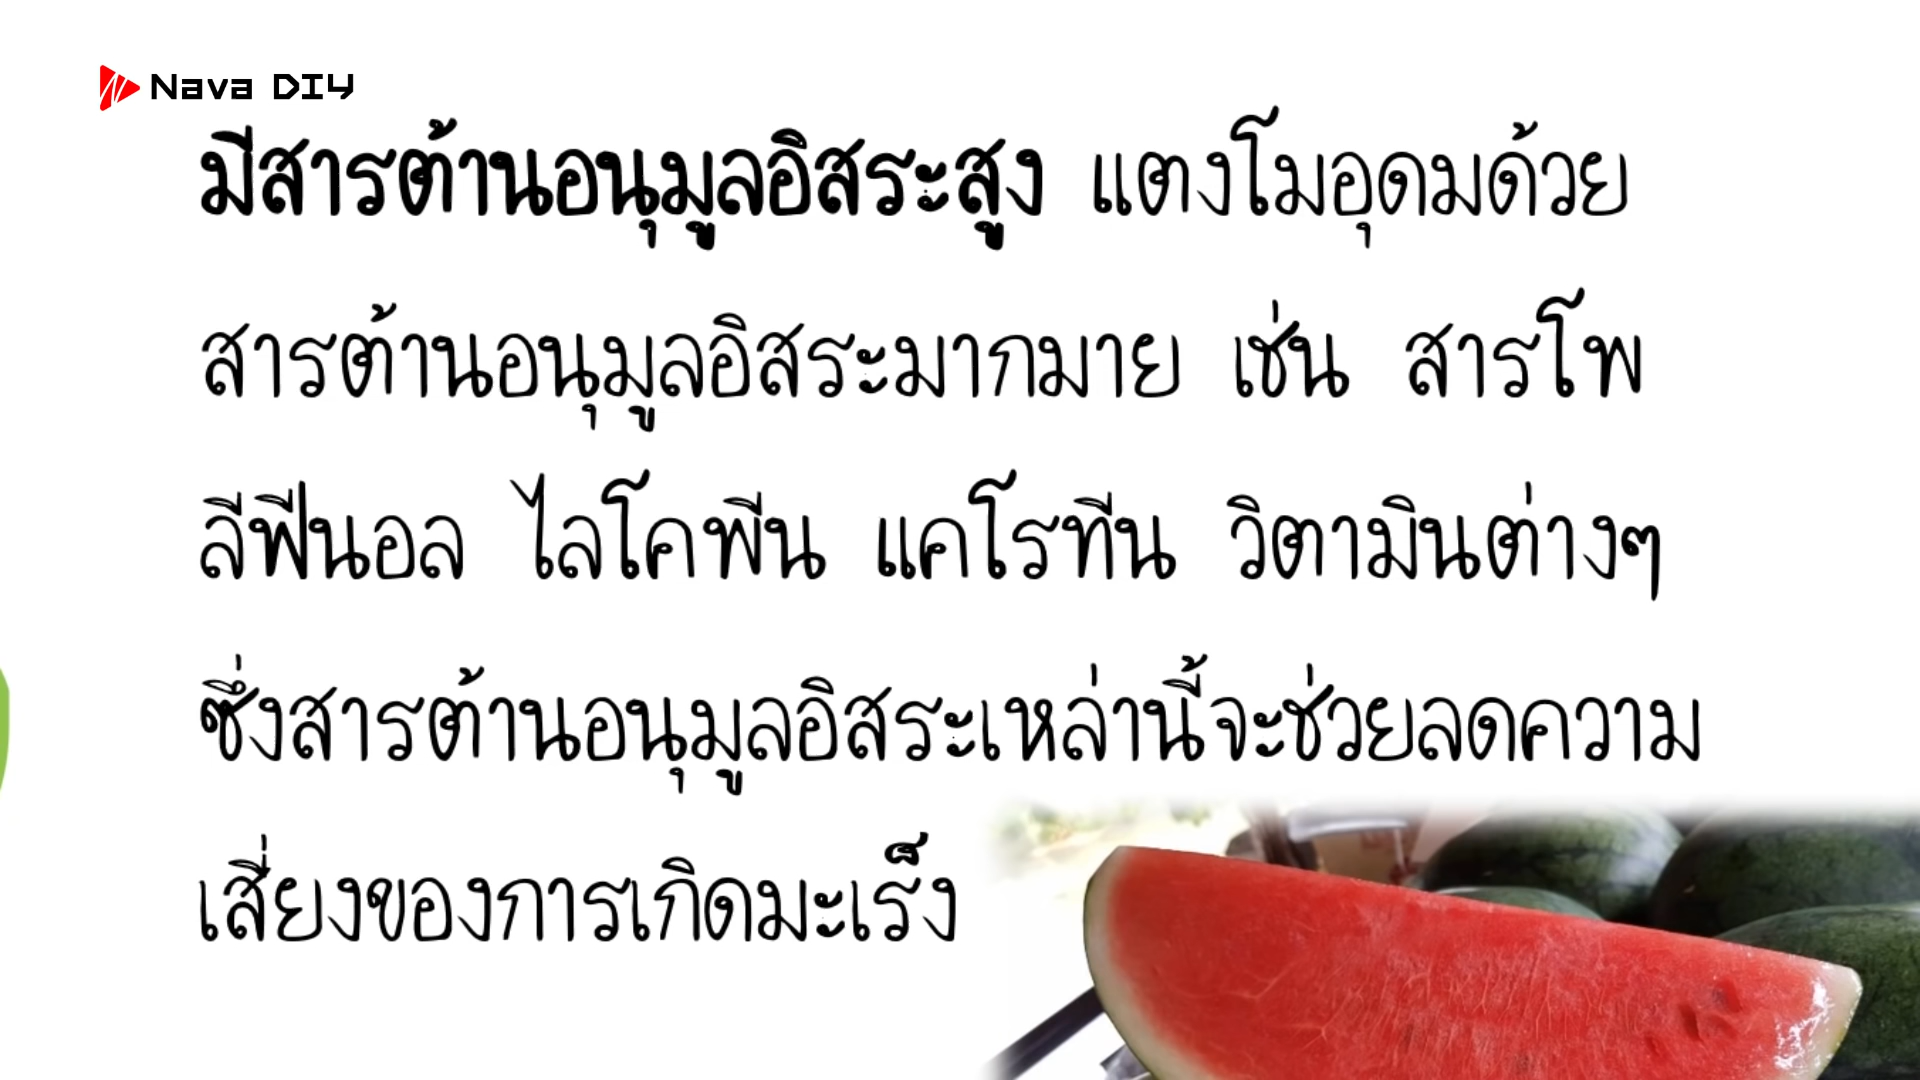 Nava DIY
มีสารต้านอนุมูลอิสระสูง แตงโมอุดมด้วย
สารต้านอนุมูลอิสระมากมาย เช่น สารโพ
ลีฟีนอล ไลโคพีน แคโรทีน วิตามินต่างๆ
ซึ่งสารต้านอนุมูลอิสระเหล่านี้จะช่วยลดความ
เสี่ยงของการเกิดมะเร็ง